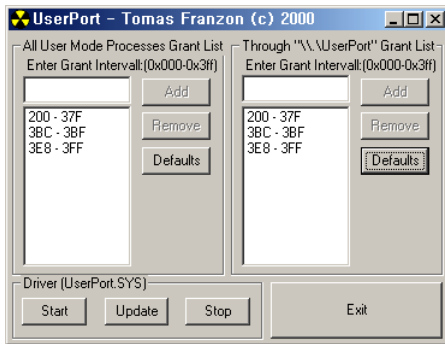 UserPort - Tomas Franzon (c) 2000
All User Mode Processes Grant List
Enter Grant Intervall:(0x000-0x3ff)
Add
200 - 37F
3BC - 3BF
3E8 - 3FF
Remove
Defaults
Through "\\.\UserPort" Grant List
Enter Grant Intervall:(0x000-0x3ff)
Add
200 - 37F
3BC - 3BF
3E8 - 3FF
Remove
Defaults
Driver (UserPort.SYS)
Start Update Stop
Exit